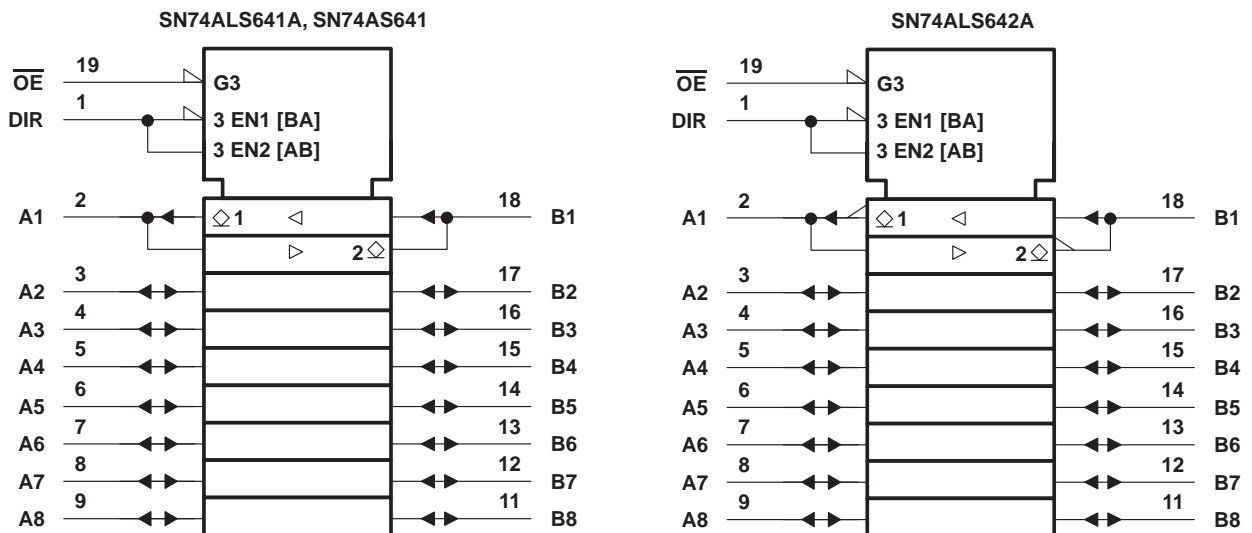 SN74ALS641A, SN74AS641
OE 19 G3
DIR 1 3 EN1 [BA]
3 EN2 [AB]
A1 2 1 18 B1
2
A2 3 17 B2
A3 4 16 B3
A4 5 15 B4
A5 6 14 B5
A6 7 13 B6
A7 8 12 B7
A8 9 11 B8
SN74ALS642A
OE 19 G3
DIR 1 3 EN1 [BA]
3 EN2 [AB]
A1 2 1 18 B1
2
A2 3 17 B2
A3 4 16 B3
A4 5 15 B4
A5 6 14 B5
A6 7 13 B6
A7 8 12 B7
A8 9 11 B8